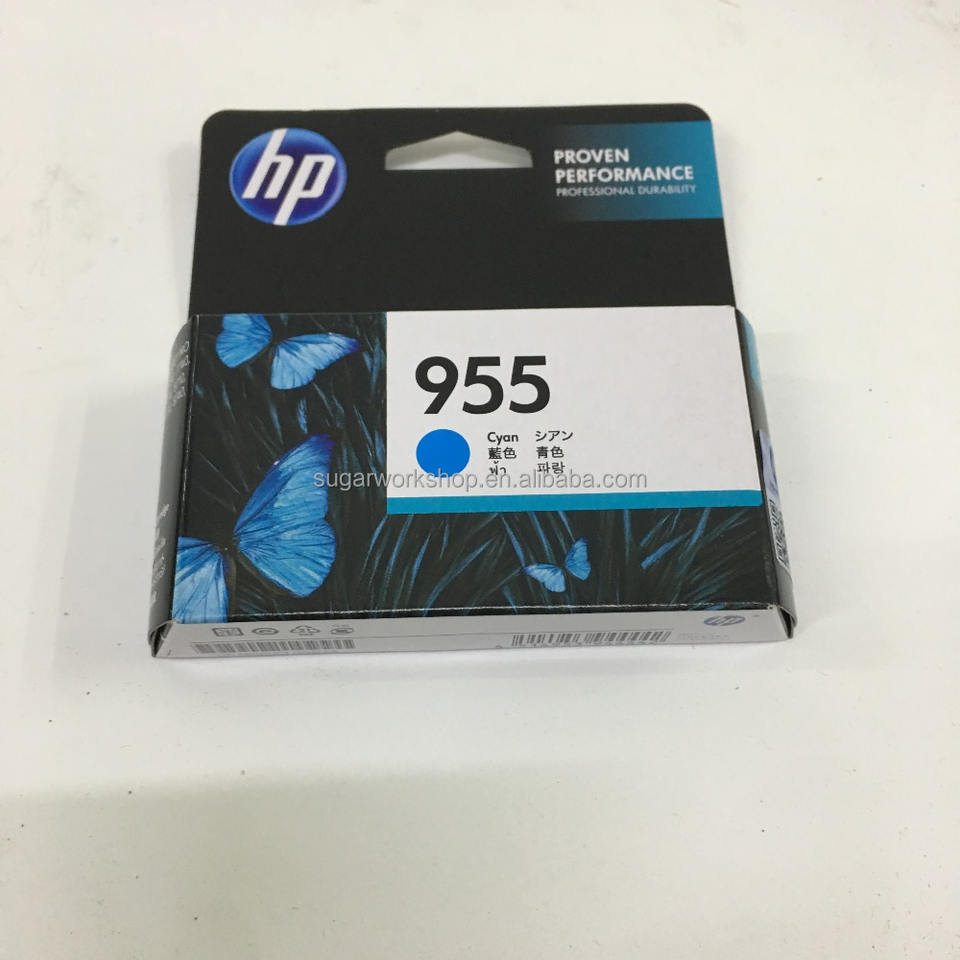 hp
PROVEN
PERFORMANCE
PROFESSIONAL DURABILITY
955
Cyan シアン
藍色 青色
ฟ้า 파랑
sugarworkshop.en.alibaba.com
hp